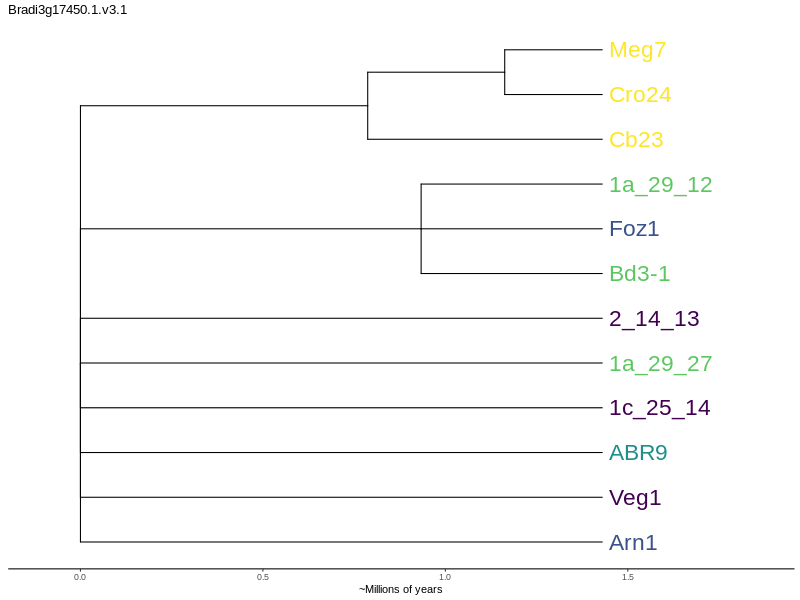 Bradi3g17450.1.v3.1
Meg7
Cro24
Cb23
1a_29_12
Foz1
Bd3-1
2_14_13
1a_29_27
1c_25_14
ABR9
Veg1
Arn1
0.0 0.5 1.0 1.5
~Millions of years